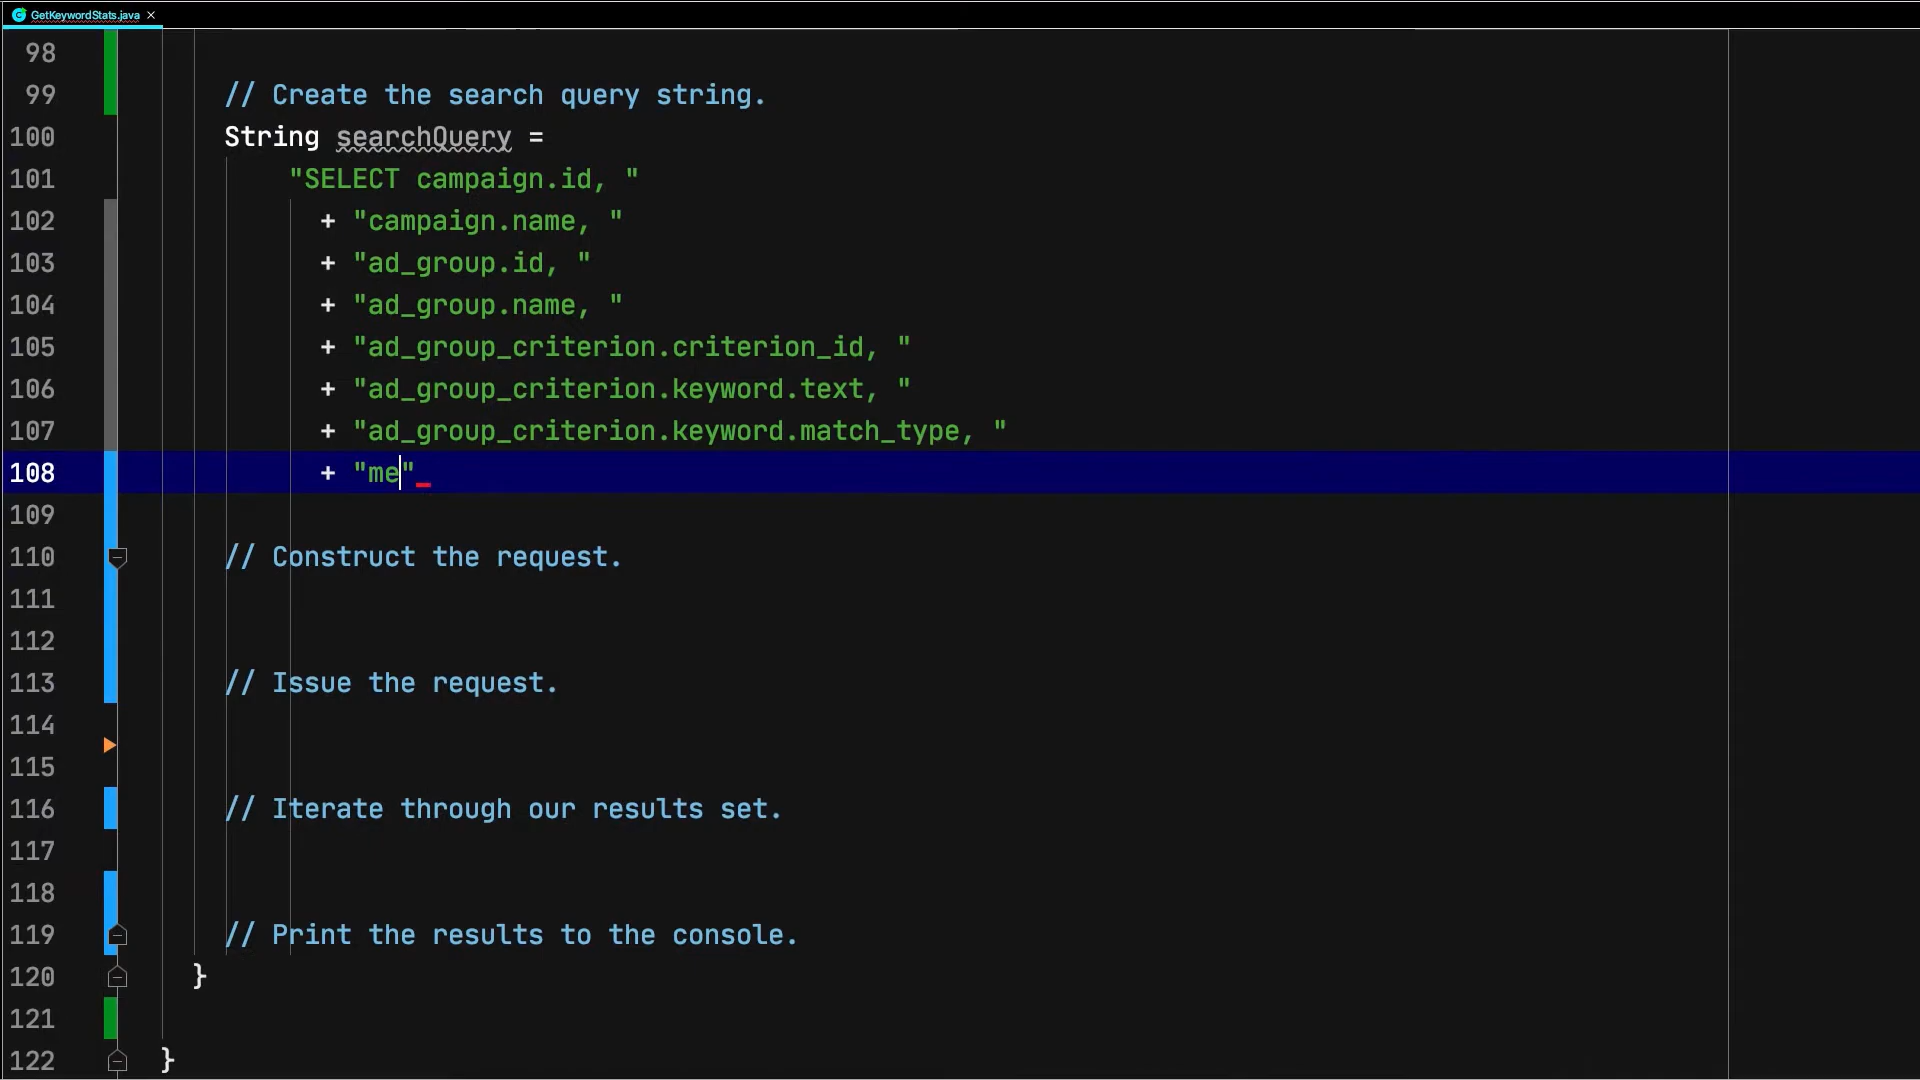 GetKeywordStats.java
98
99 // Create the search query string.
100 String searchQuery =
101 "SELECT campaign.id, "
102 + "campaign.name, "
103 + "ad_group.id, "
104 + "ad_group.name, "
105 + "ad_group_criterion.criterion_id, "
106 + "ad_group_criterion.keyword.text, "
107 + "ad_group_criterion.keyword.match_type, "
108 + "me"
109
110 // Construct the request.
111
112
113 // Issue the request.
114
115
116 // Iterate through our results set.
117
118
119 // Print the results to the console.
120 }
121
122 }